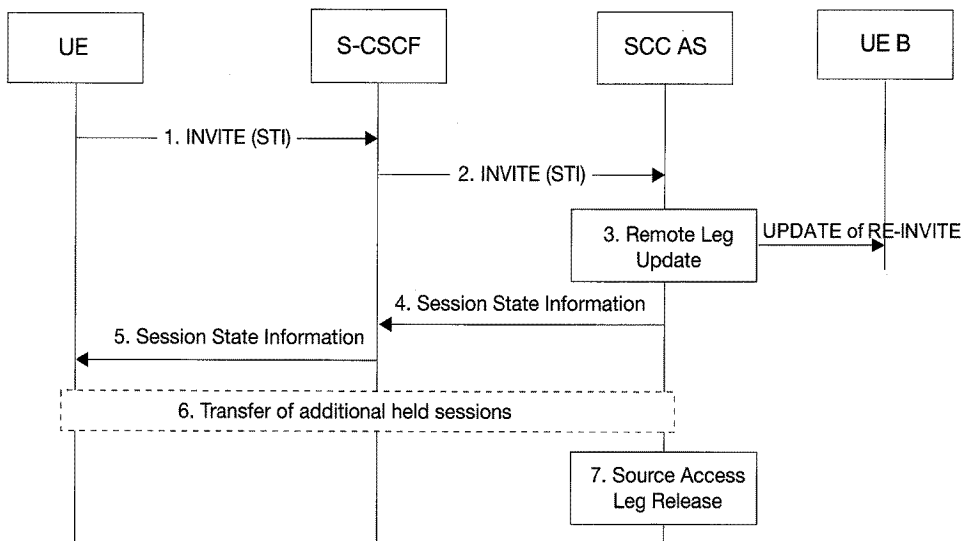 UE
S-CSCF
SCC AS
UE B
1. INVITE (STI)
2. INVITE (STI)
3. Remote Leg
Update
UPDATE of RE-INVITE
4. Session State Information
5. Session State Information
6. Transfer of additional held sessions
7. Source Access
Leg Release